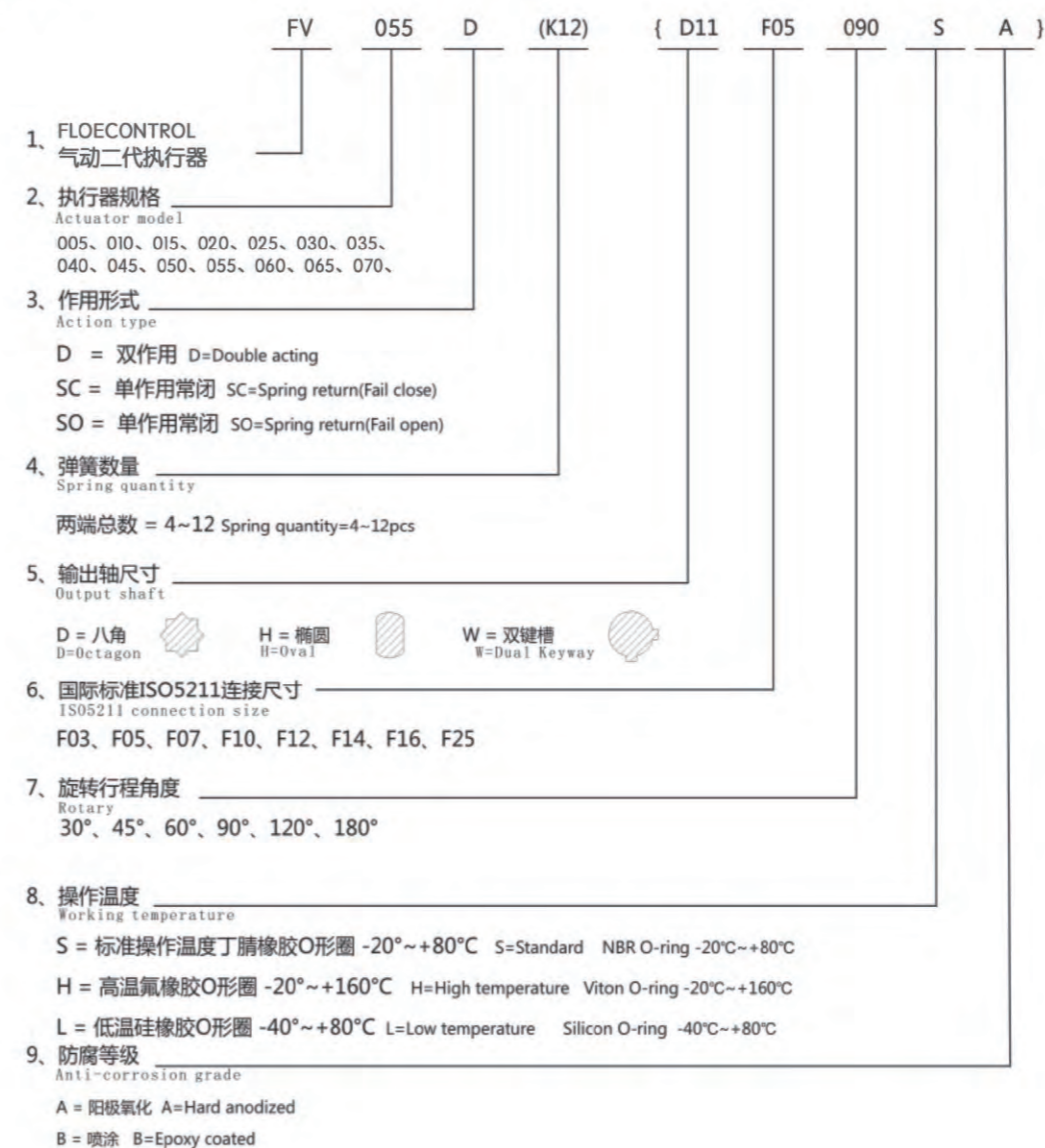 FV 055 D (K12) { D11 F05 090 S A }
1、 FLOECONTROL
气动二代执行器
2、执行器规格
Actuator model
005、010、015、020、025、030、035、
040、045、050、055、060、065、070、
3、作用形式
Action type
D = 双作用 D=Double acting
SC = 单作用常闭 SC=Spring return(Fail close)
SO = 单作用常闭 SO=Spring return(Fail open)
4、弹簧数量
Spring quantity
两端总数 = 4~12 Spring quantity=4~12pcs
5、输出轴尺寸
Output shaft
D = 八角 H = 椭圆 W = 双键槽
D=Octagon H=Oval W=Dual Keyway
6、国际标准ISO5211连接尺寸
ISO5211 connection size
F03、F05、F07、F10、F12、F14、F16、F25
7、旋转行程角度
Rotary
30°、45°、60°、90°、120°、180°
8、操作温度
Working temperature
S = 标准操作温度丁腈橡胶O形圈 -20°~+80°C S=Standard NBR O-ring -20℃~+80℃
H = 高温氟橡胶O形圈 -20°~+160°C H=High temperature Viton O-ring -20℃~+160℃
L = 低温硅橡胶O形圈 -40°~+80°C L=Low temperature Silicon O-ring -40℃~+80℃
9、防腐等级
Anti-corrosion grade
A = 阳极氧化 A=Hard anodized
B = 喷涂 B=Epoxy coated